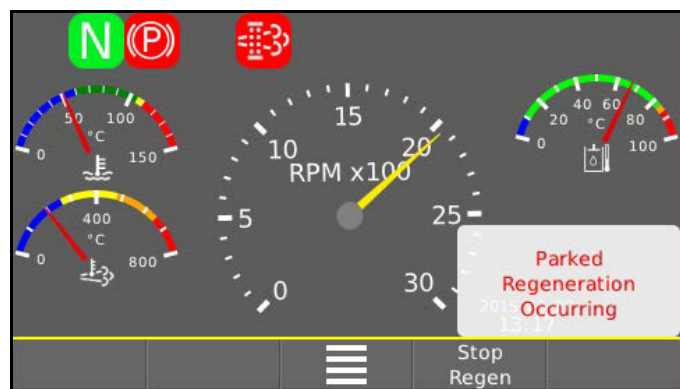 N (P)
50 100
°C
0 150
400
°C
0 800
15
10 20
RPM x100
5 25
0 30
40 60
20 80
°C
0 100
Parked
Regeneration
Occurring
13:17
Stop
Regen